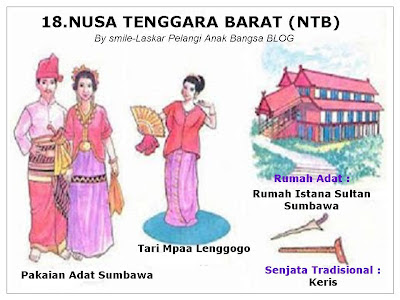 18.NUSA TENGGARA BARAT (NTB)
By smile-Laskar Pelangi Anak Bangsa BLOG
Rumah Adat :
Rumah Istana Sultan
Sumbawa
Tari Mpaa Lenggogo
Pakaian Adat Sumbawa
Senjata Tradisional :
Keris